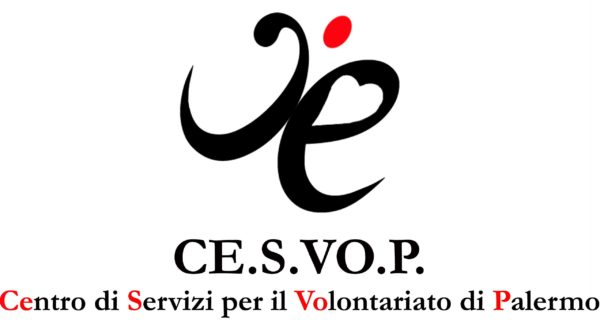 CE.S.VO.P.
Centro di Servizi per il Volontariato di Palermo